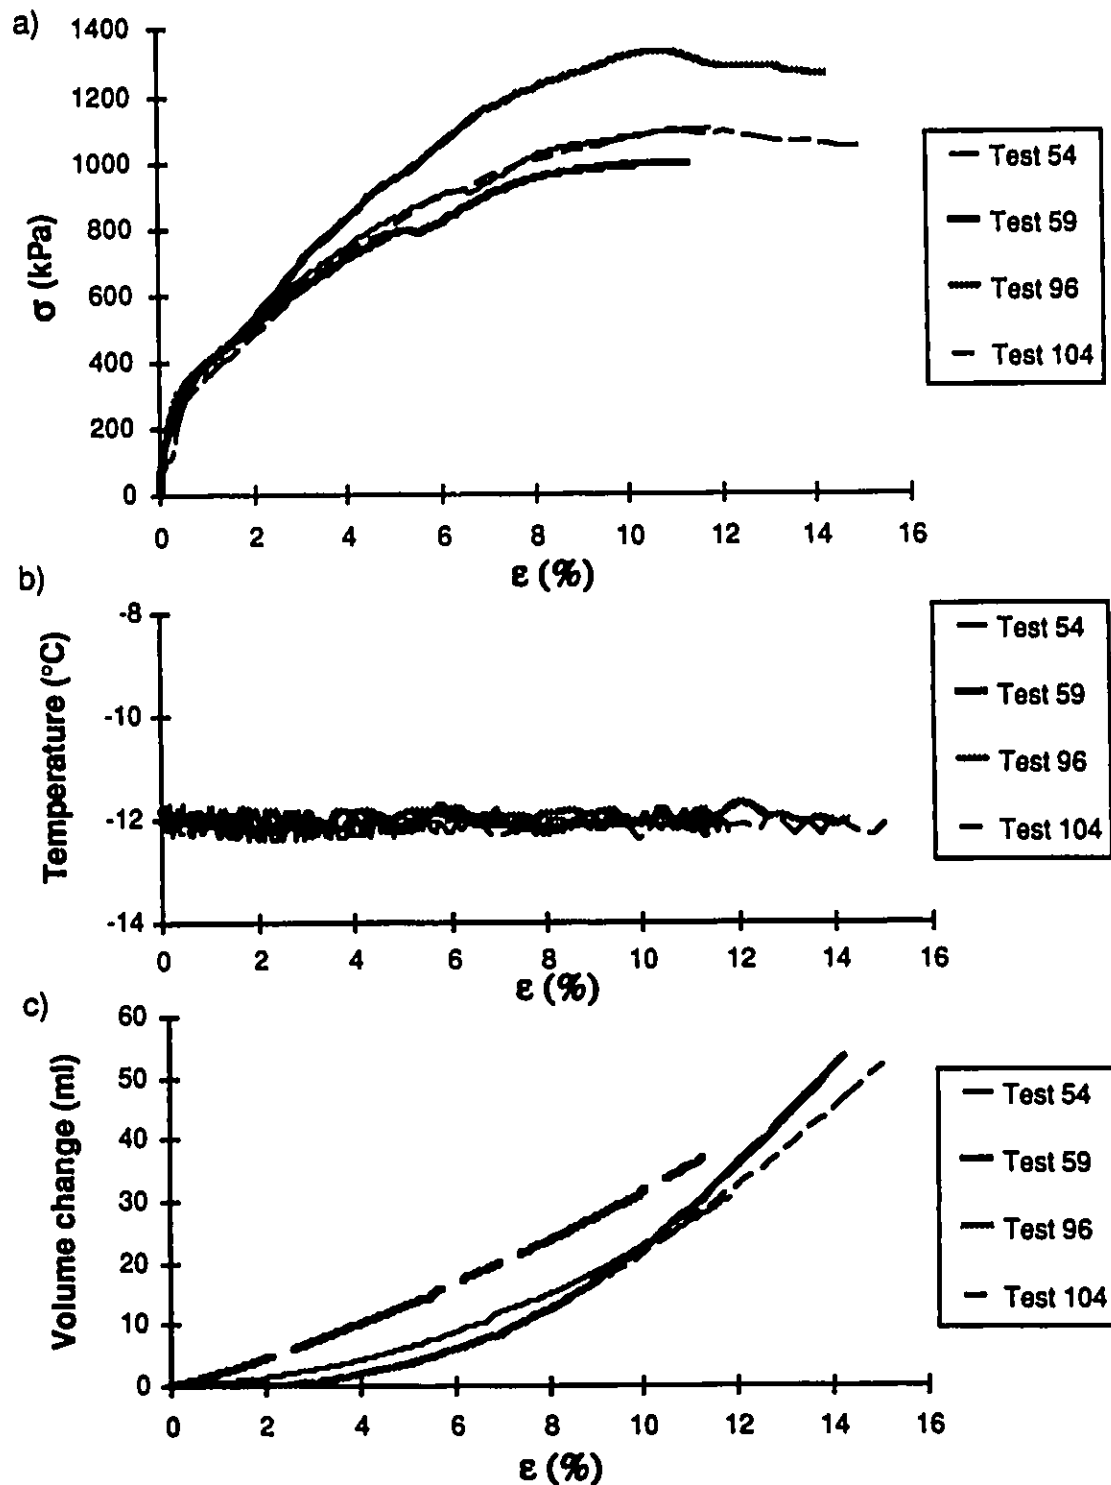 a)
1400
1200
1000
800
600
400
200
0
σ (kPa)
0 2 4 6 8 10 12 14 16
ε (%)
Test 54
Test 59
Test 96
Test 104
b)
-8
-10
-12
-14
Temperature (°C)
0 2 4 6 8 10 12 14 16
ε (%)
Test 54
Test 59
Test 96
Test 104
c)
60
50
40
30
20
10
0
Volume change (ml)
0 2 4 6 8 10 12 14 16
ε (%)
Test 54
Test 59
Test 96
Test 104